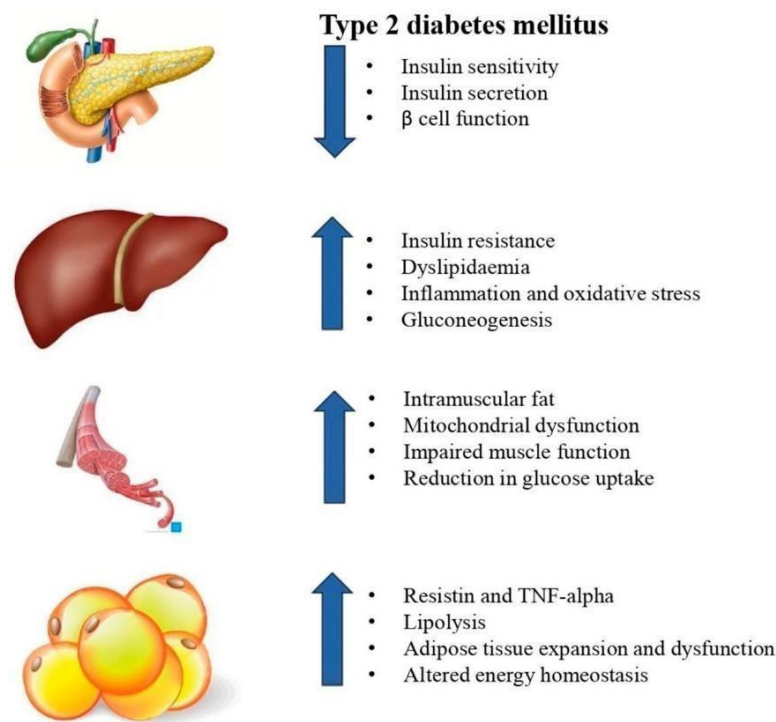 Type 2 diabetes mellitus
• Insulin sensitivity
• Insulin secretion
• β cell function
• Insulin resistance
• Dyslipidaemia
• Inflammation and oxidative stress
• Gluconeogenesis
• Intramuscular fat
• Mitochondrial dysfunction
• Impaired muscle function
• Reduction in glucose uptake
• Resistin and TNF-alpha
• Lipolysis
• Adipose tissue expansion and dysfunction
• Altered energy homeostasis